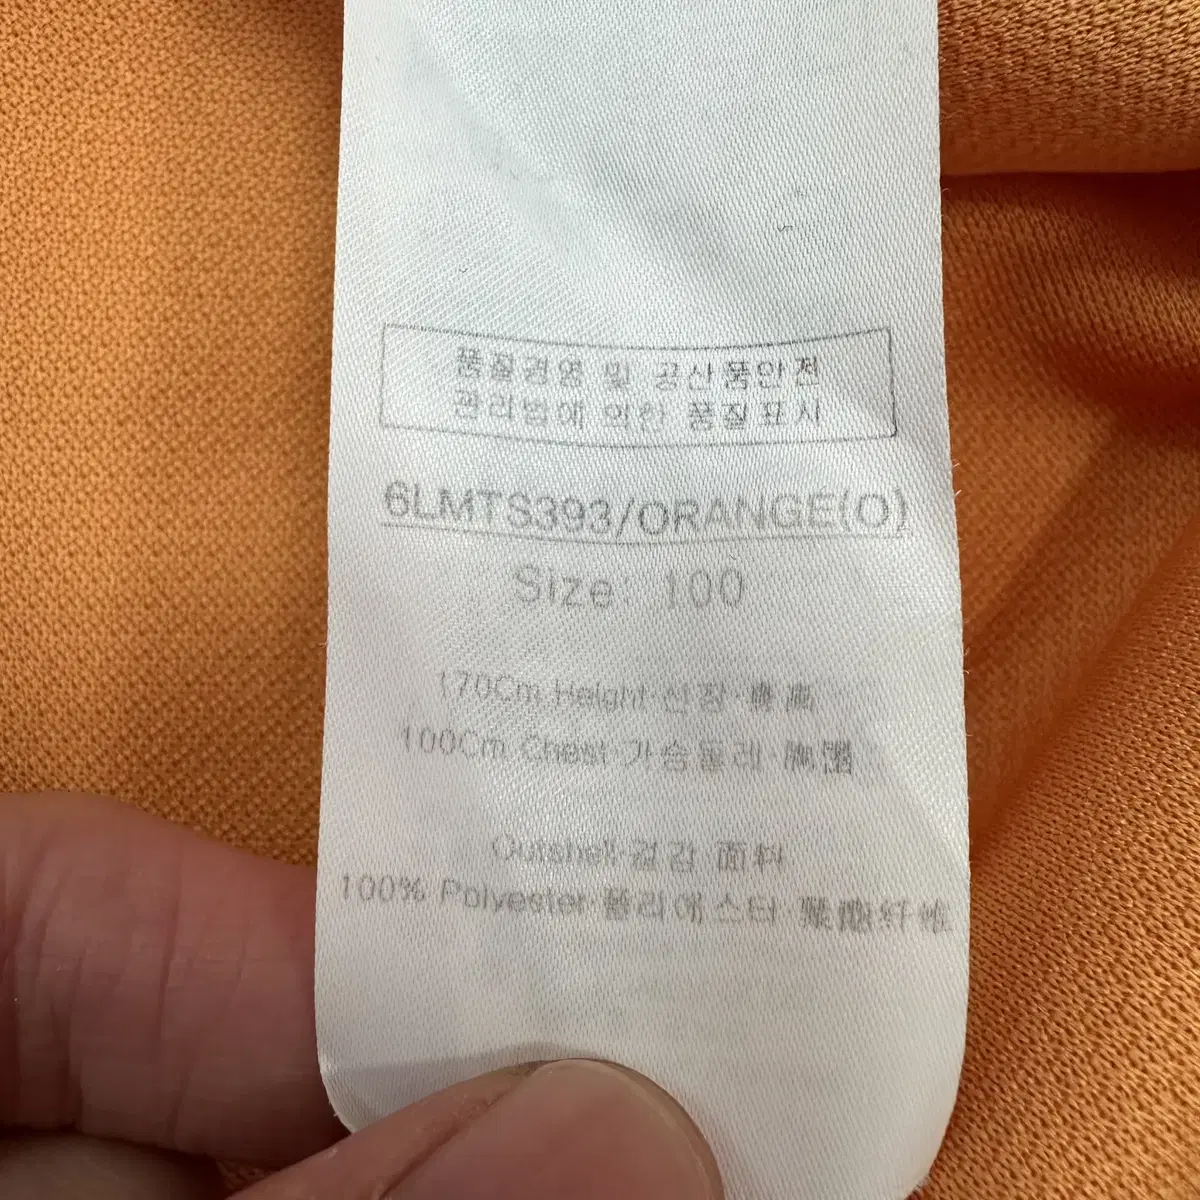 품질경영 및 공산품안전
관리법에 의한 품질표시
6LMTS393/ORANGE(O)
Size: 100
170Cm Height·신장·身高
100Cm Chest·가슴둘레·胸围
Outshell·겉감 面料
100% Polyester·폴리에스터·聚酯纤维